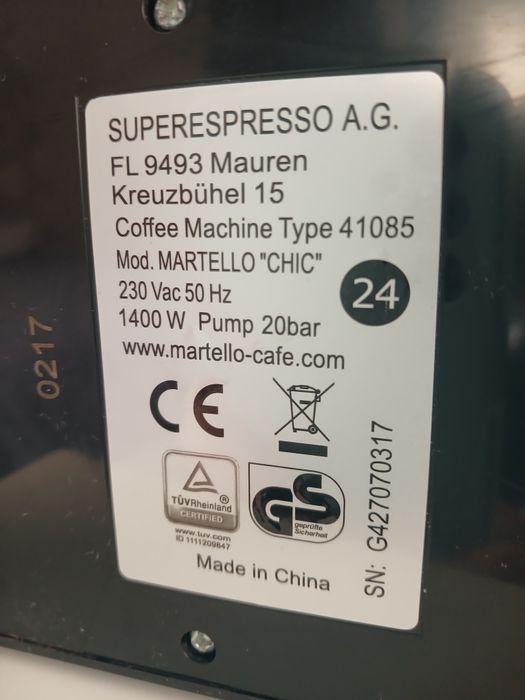 SUPERESPRESSO A.G.
FL 9493 Mauren
Kreuzbühel 15
Coffee Machine Type 41085
Mod. MARTELLO "CHIC"
230 Vac 50 Hz
24
1400 W Pump 20bar
www.martello-cafe.com
CE
TÜVRheinland
®
CERTIFIED
www.tuv.com
ID 1111209847
GS
geprüfte
Sicherheit
Made in China
SN: G427070317
0217